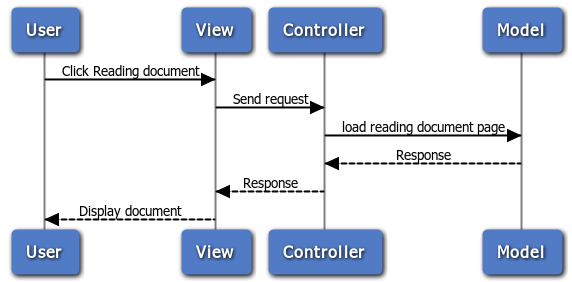 User View Controller Model
Click Reading document
Send request
load reading document page
Response
Response
Display document
User View Controller Model